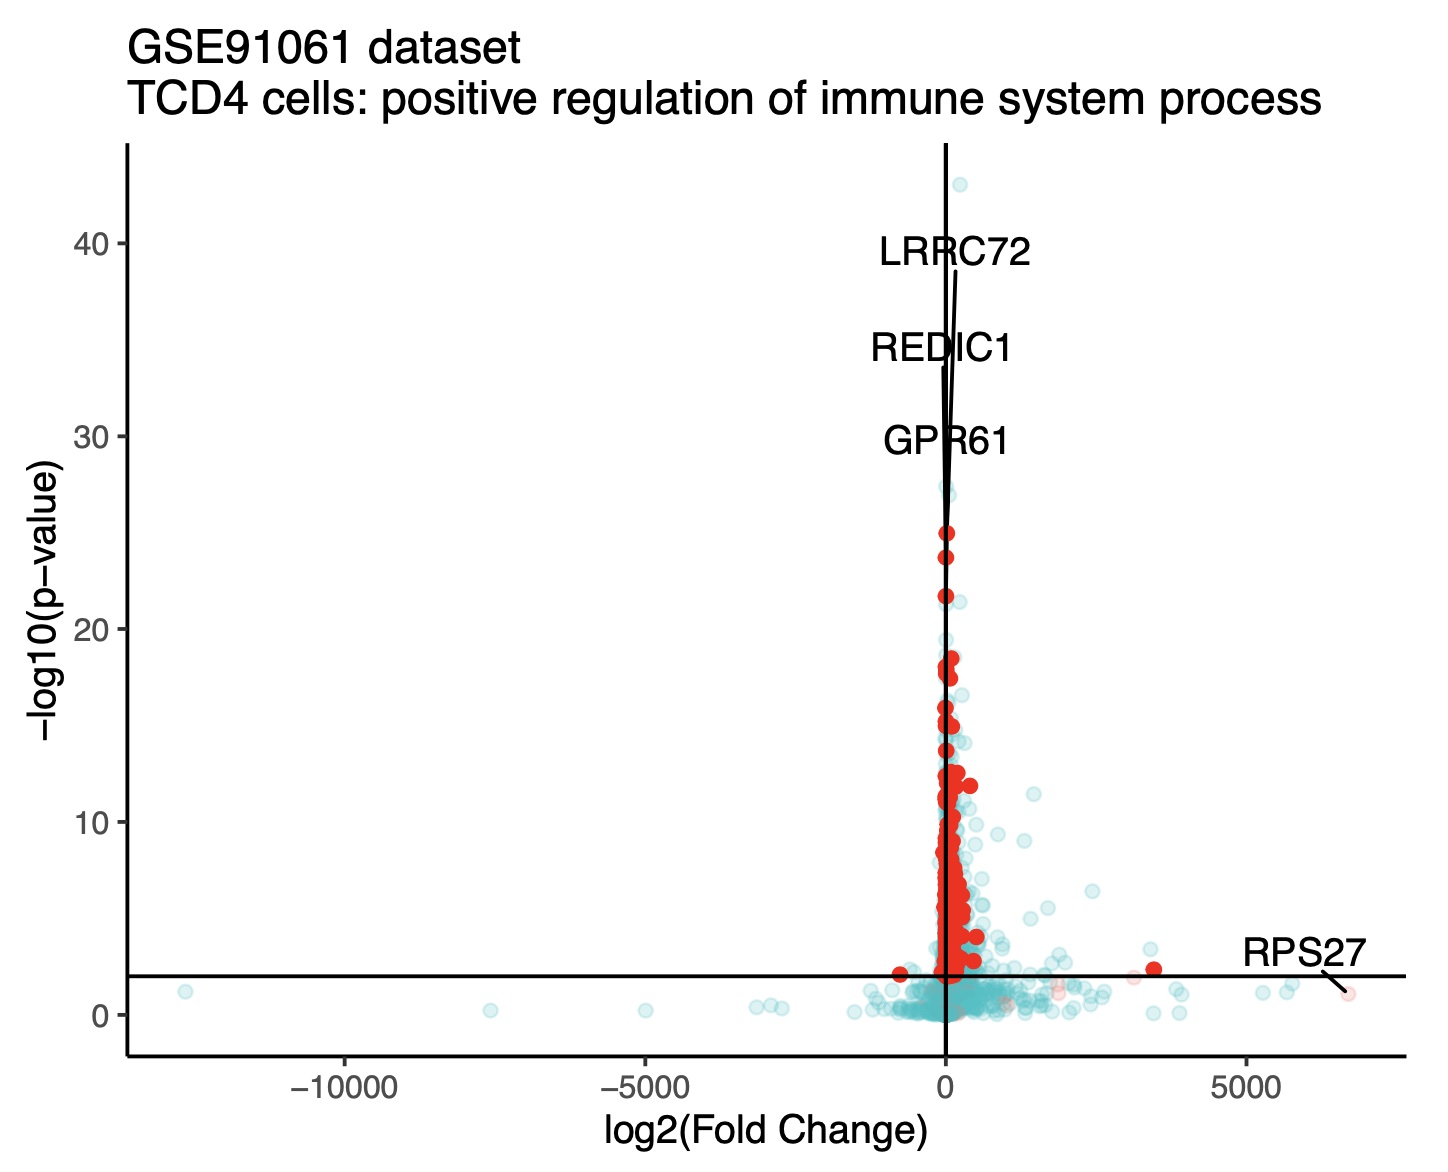 GSE91061 dataset
TCD4 cells: positive regulation of immune system process
−log10(p−value)
40
30
20
10
0
LRRC72
REDIC1
GPR61
RPS27
−10000
−5000
0
5000
log2(Fold Change)